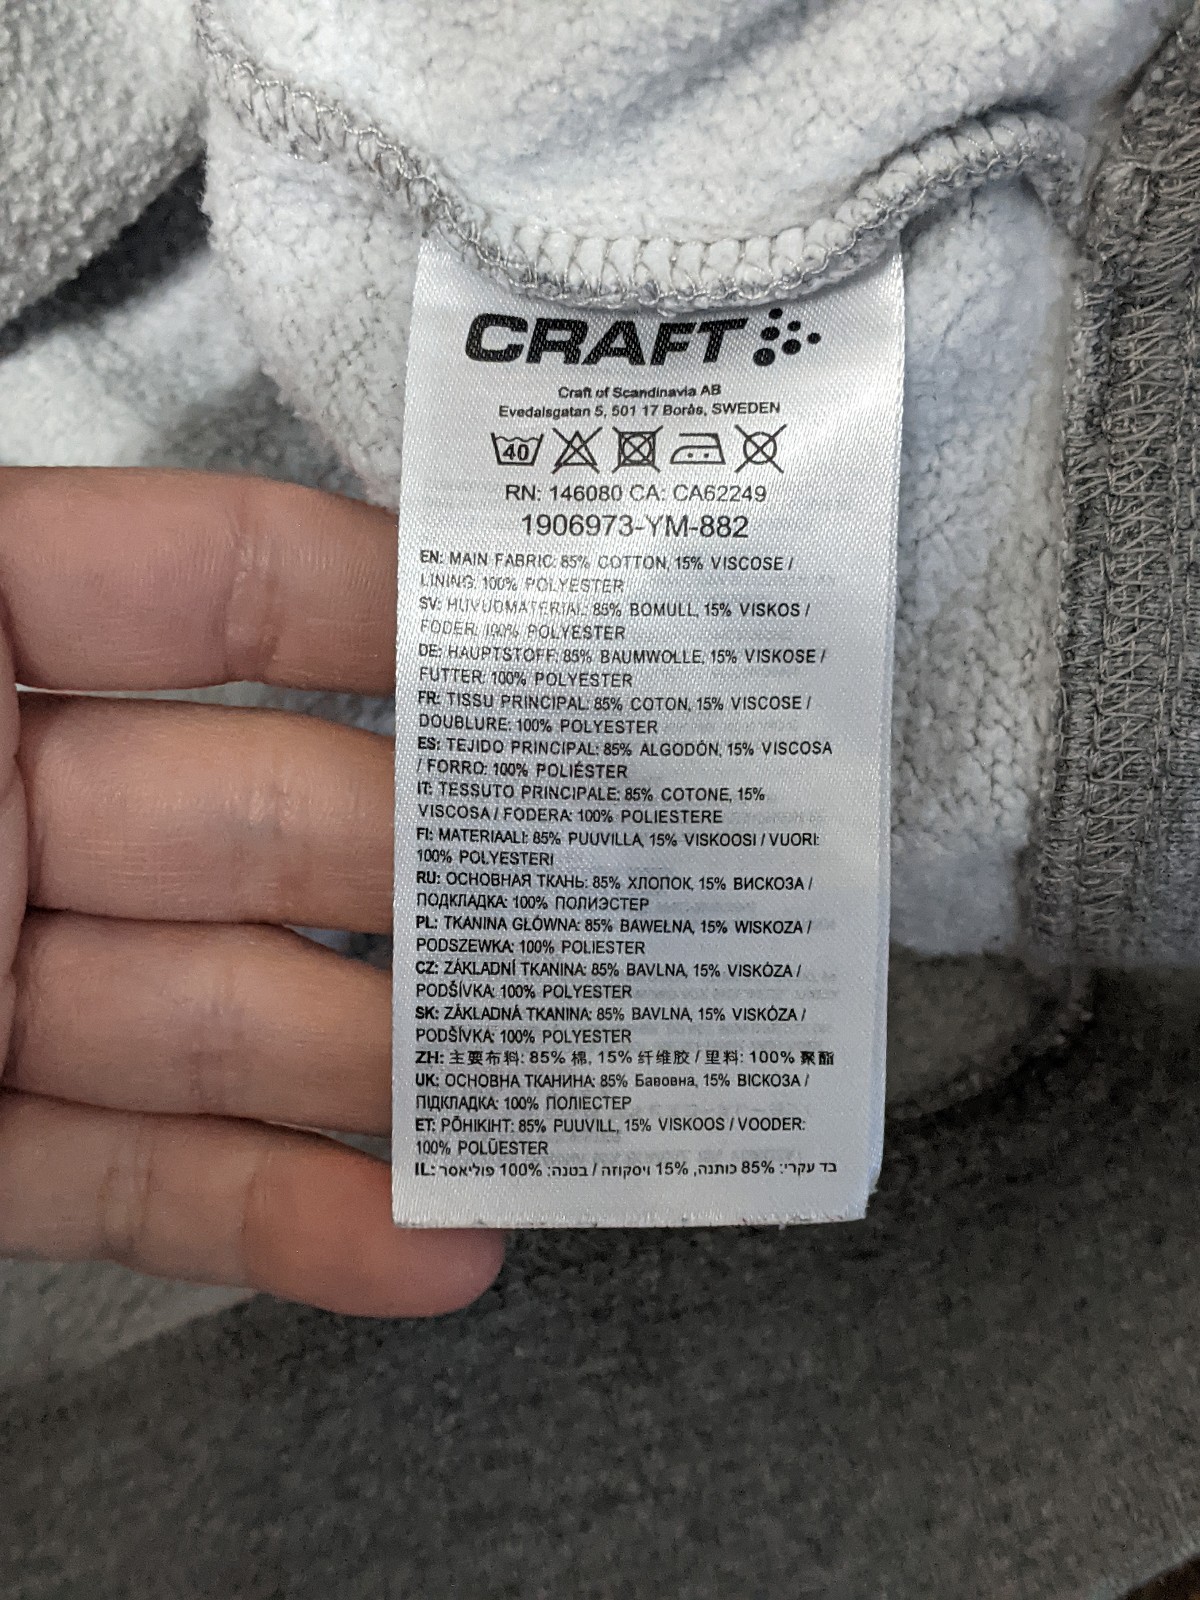 CRAFT
Craft of Scandinavia AB
Evedalsgatan 5, 501 17 Borås, SWEDEN
40
RN: 146080 CA: CA62249
1906973-YM-882
EN: MAIN FABRIC: 85% COTTON, 15% VISCOSE /
LINING: 100% POLYESTER
SV: HUVUDMATERIAL: 85% BOMULL, 15% VISKOS /
FODER: 100% POLYESTER
DE: HAUPTSTOFF: 85% BAUMWOLLE, 15% VISKOSE /
FUTTER: 100% POLYESTER
FR: TISSU PRINCIPAL: 85% COTON, 15% VISCOSE /
DOUBLURE: 100% POLYESTER
ES: TEJIDO PRINCIPAL: 85% ALGODÓN, 15% VISCOSA
/ FORRO: 100% POLIÉSTER
IT: TESSUTO PRINCIPALE: 85% COTONE, 15%
VISCOSA / FODERA: 100% POLIESTERE
FI: MATERIAALI: 85% PUUVILLA, 15% VISKOOSI / VUORI:
100% POLYESTERI
RU: ОСНОВНАЯ ТКАНЬ: 85% ХЛОПОК, 15% ВИСКОЗА /
ПОДКЛАДКА: 100% ПОЛИЭСТЕР
PL: TKANINA GŁÓWNA: 85% BAWEŁNA, 15% WISKOZA /
PODSZEWKA: 100% POLIESTER
CZ: ZÁKLADNÍ TKANINA: 85% BAVLNA, 15% VISKÓZA /
PODŠÍVKA: 100% POLYESTER
SK: ZÁKLADNÁ TKANINA: 85% BAVLNA, 15% VISKÓZA /
PODŠÍVKA: 100% POLYESTER
ZH: 主要布料: 85% 棉, 15% 纤维胶 / 里料: 100% 聚酯
UK: ОСНОВНА ТКАНИНА: 85% Бавовна, 15% ВІСКОЗА /
ПІДКЛАДКА: 100% ПОЛІЕСТЕР
ET: PÕHIKIHT: 85% PUUVILL, 15% VISKOOS / VOODER:
100% POLÜESTER
IL: בד עקרי: 85% כותנה, 15% ויסקוזה / בטנה: 100% פוליאסר